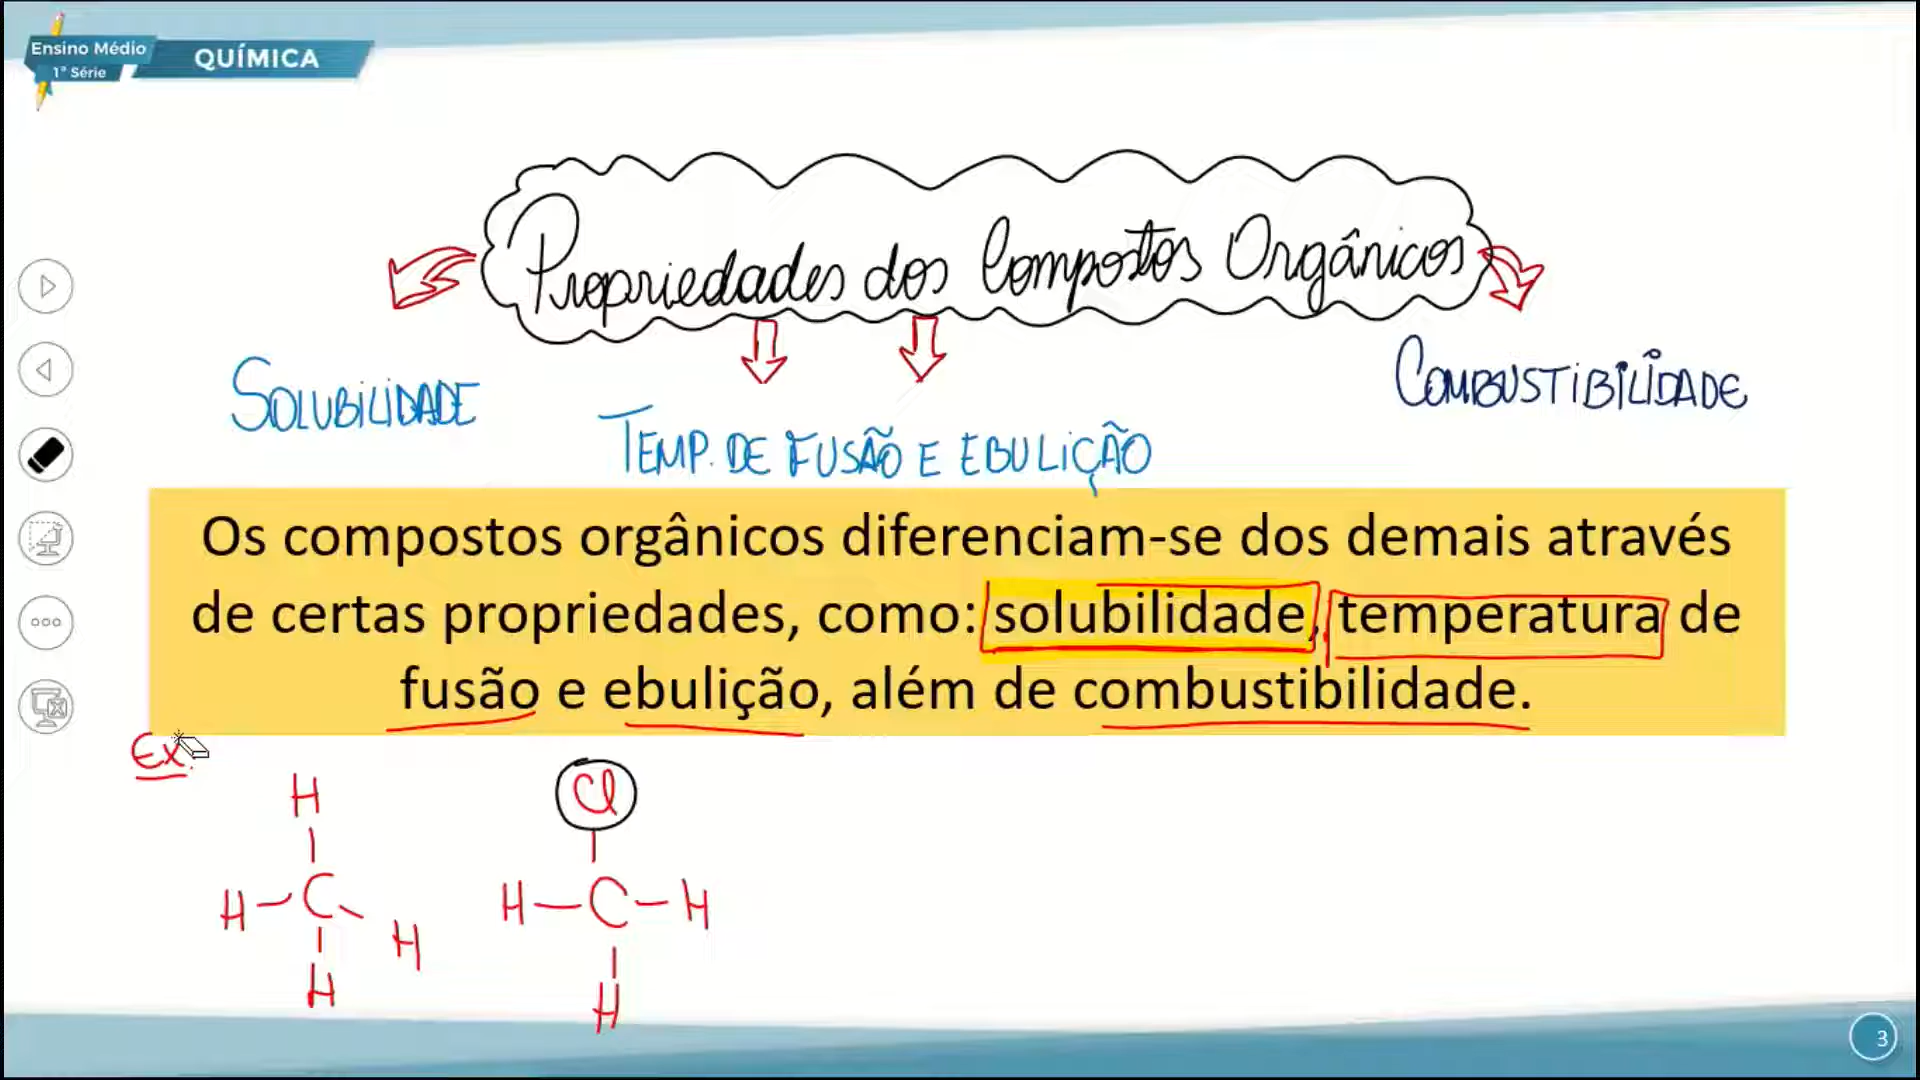 Ensino Médio
1ª Série
QUÍMICA
Propriedades dos Compostos Orgânicos
SOLUBILIDADE
TEMP. DE FUSÃO E EBULIÇÃO
COMBUSTIBILIDADE
Os compostos orgânicos diferenciam-se dos demais através
de certas propriedades, como: solubilidade, temperatura de
fusão e ebulição, além de combustibilidade.
Ex:
H
H-C-H
H
Cl
H-C-H
H
3